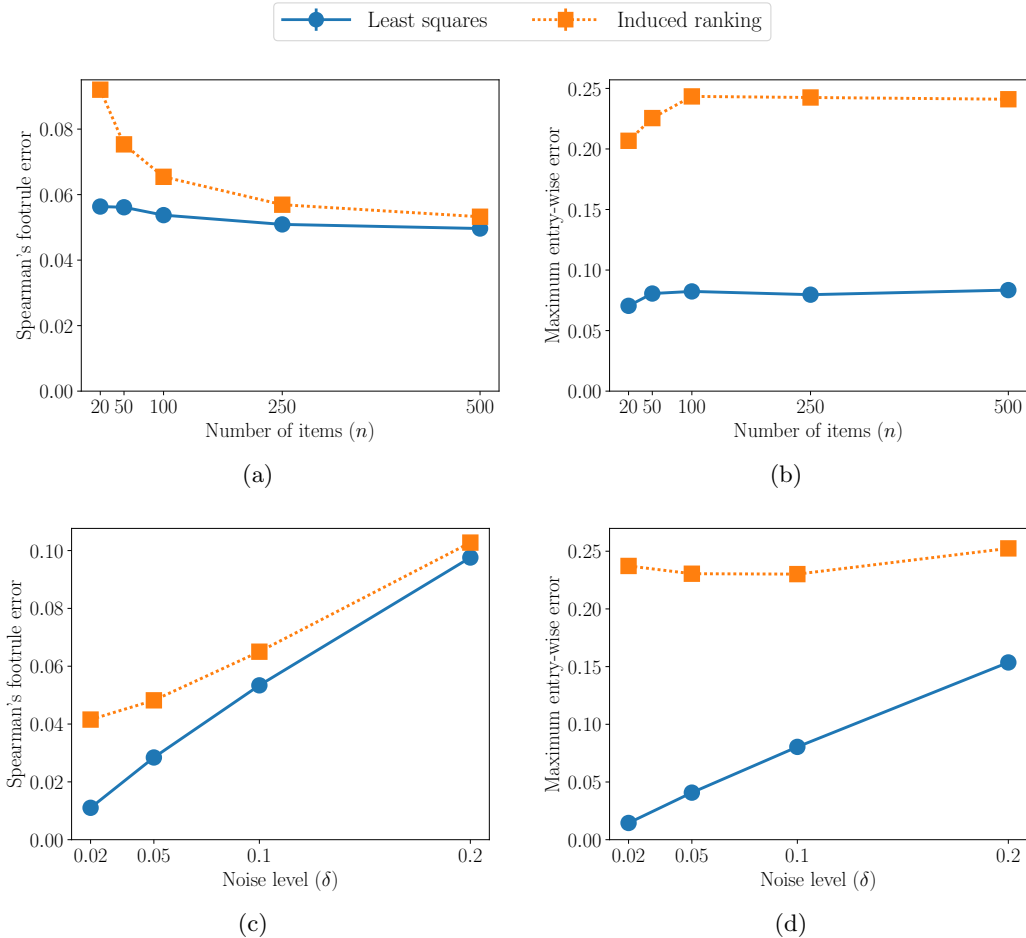 Least squares
Induced ranking
Spearman's footrule error
0.08
0.06
0.04
0.02
0.00
20 50 100 250 500
Number of items (n)
(a)
Maximum entry-wise error
0.25
0.20
0.15
0.10
0.05
0.00
20 50 100 250 500
Number of items (n)
(b)
Spearman's footrule error
0.10
0.08
0.06
0.04
0.02
0.00
0.02 0.05 0.1 0.2
Noise level (δ)
(c)
Maximum entry-wise error
0.25
0.20
0.15
0.10
0.05
0.00
0.02 0.05 0.1 0.2
Noise level (δ)
(d)